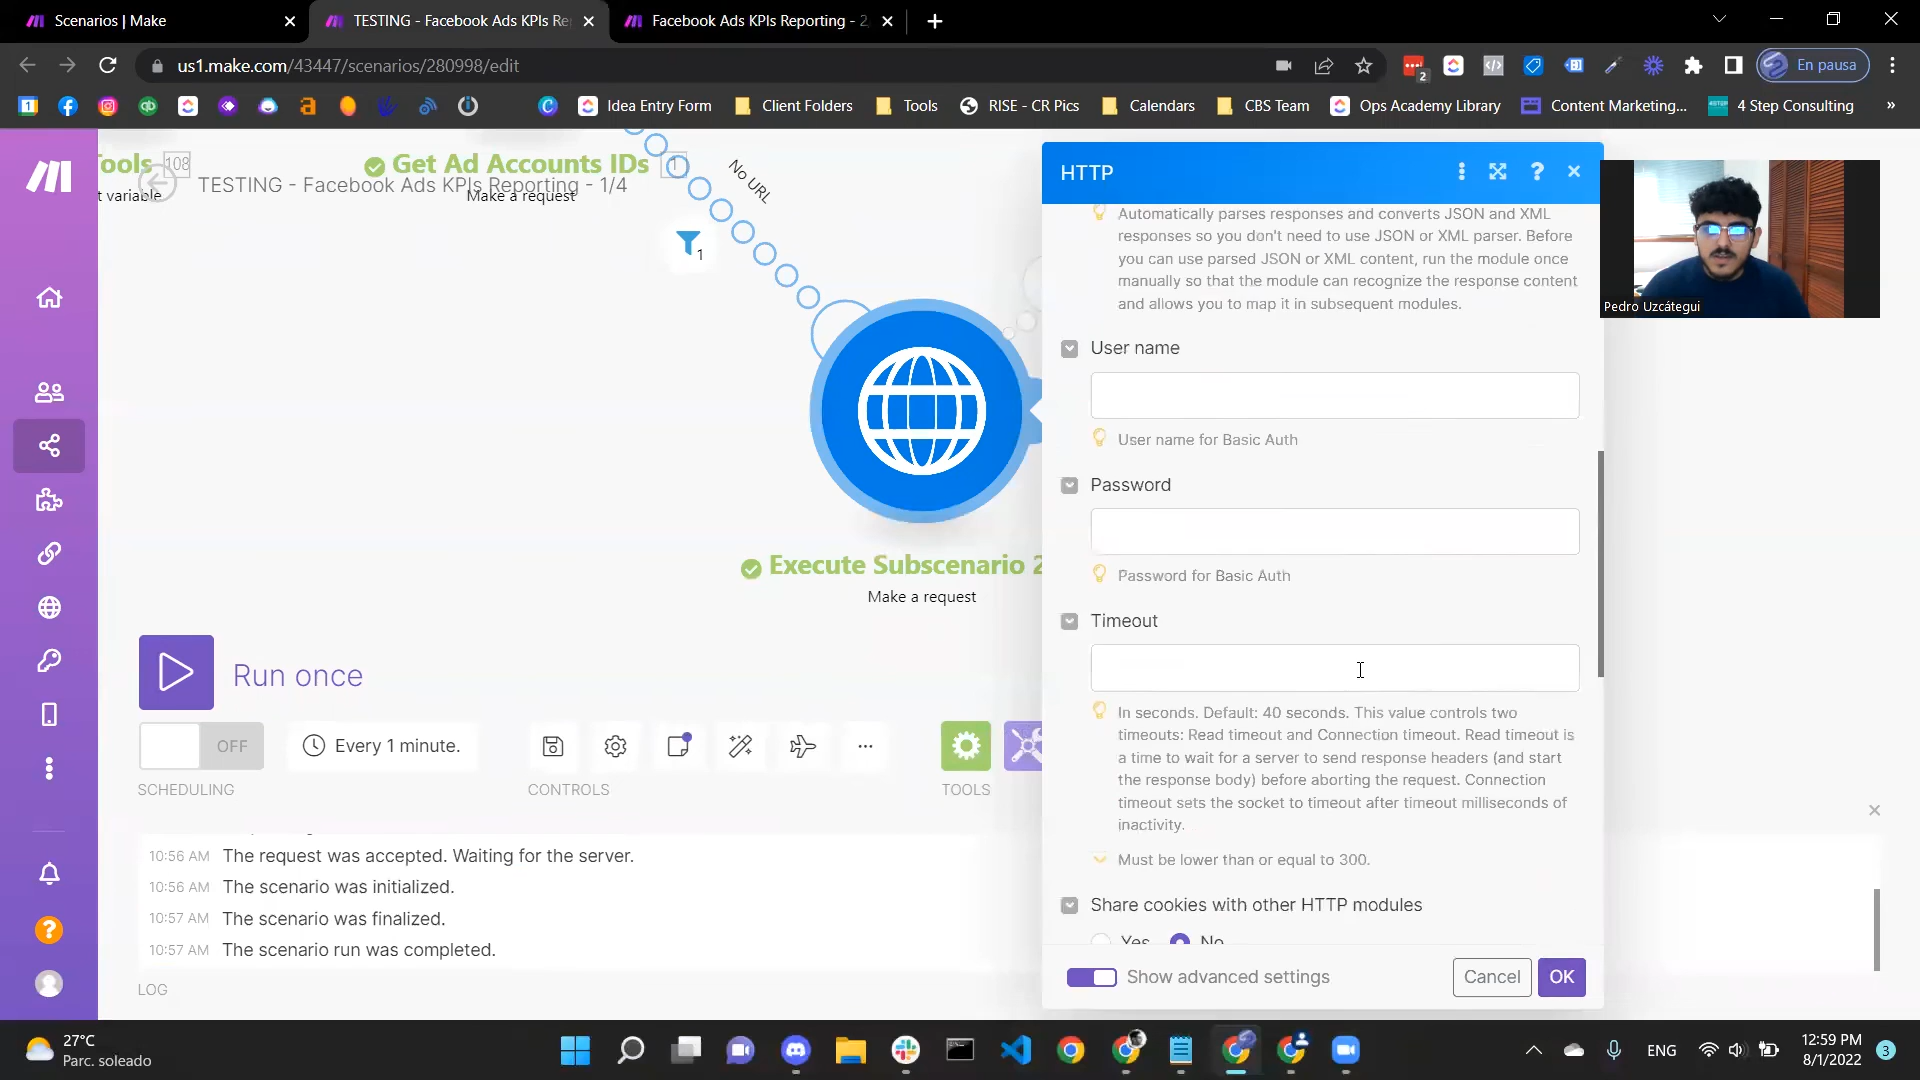 Scenarios | Make
TESTING - Facebook Ads KPIs Re
Facebook Ads KPIs Reporting - 2
us1.make.com/43447/scenarios/280998/edit
2
En pausa
1
Idea Entry Form
Client Folders
Tools
RISE - CR Pics
Calendars
CBS Team
Ops Academy Library
Content Marketing...
4 Step Consulting
»
ools 108
t variable
Get Ad Accounts IDs 1
TESTING - Facebook Ads KPIs Reporting - 1/4
Make a request
No URL
1
Execute Subscenario 2
Make a request
HTTP
Automatically parses responses and converts JSON and XML
responses so you don't need to use JSON or XML parser. Before
you can use parsed JSON or XML content, run the module once
manually so that the module can recognize the response content
and allows you to map it in subsequent modules.
User name
User name for Basic Auth
Password
Password for Basic Auth
Timeout
In seconds. Default: 40 seconds. This value controls two
timeouts: Read timeout and Connection timeout. Read timeout is
a time to wait for a server to send response headers (and start
the response body) before aborting the request. Connection
timeout sets the socket to timeout after timeout milliseconds of
inactivity.
Must be lower than or equal to 300.
Share cookies with other HTTP modules
Yes No
Show advanced settings
Cancel
OK
Pedro Uzcátegui
Run once
OFF
Every 1 minute.
SCHEDULING
CONTROLS
TOOLS
10:56 AM The request was accepted. Waiting for the server.
10:56 AM The scenario was initialized.
10:57 AM The scenario was finalized.
10:57 AM The scenario run was completed.
LOG
27°C
Parc. soleado
ENG
12:59 PM
8/1/2022
3